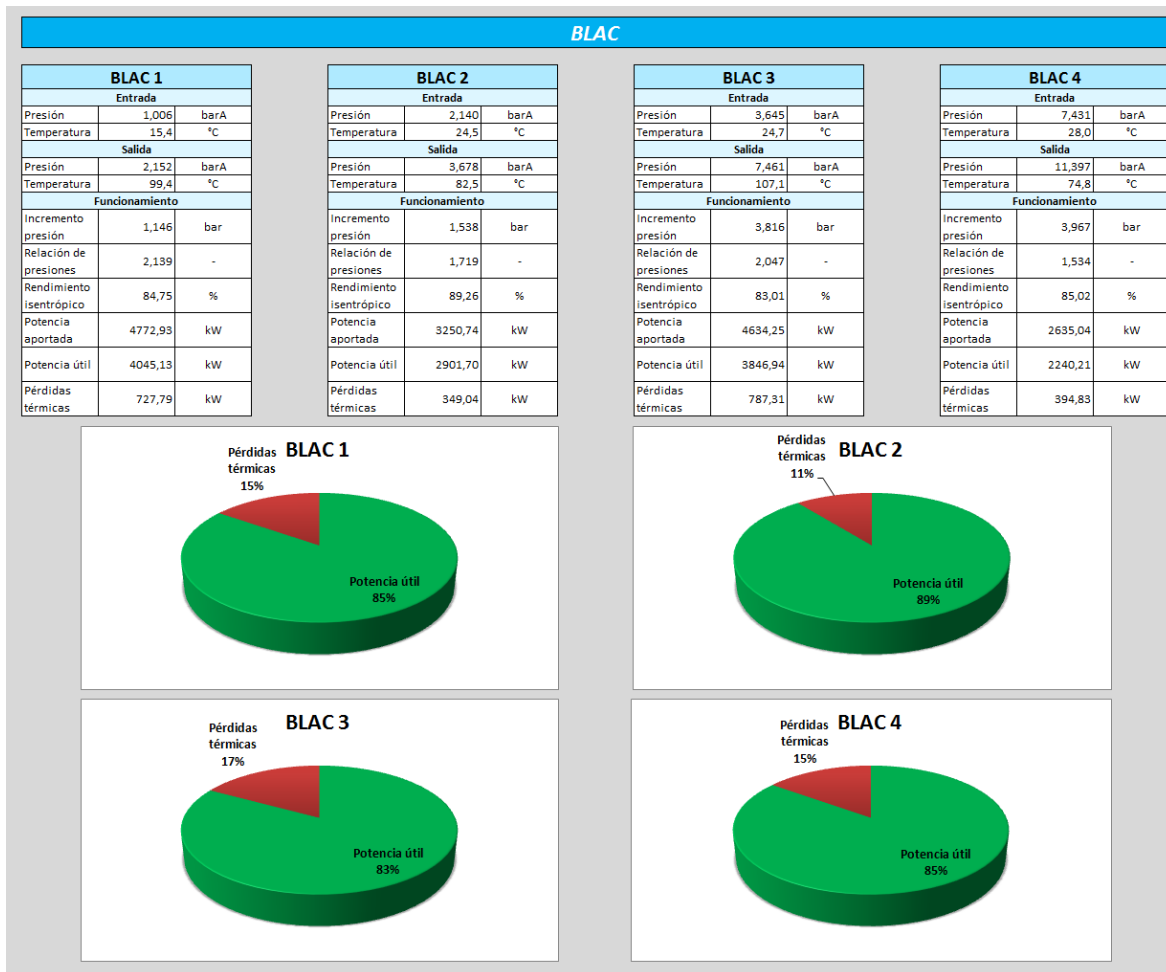 BLAC
BLAC 1
Entrada
Presión 1,006 barA
Temperatura 15,4 °C
Salida
Presión 2,152 barA
Temperatura 99,4 °C
Funcionamiento
Incremento presión 1,146 bar
Relación de presiones 2,139 -
Rendimiento isentrópico 84,75 %
Potencia aportada 4772,93 kW
Potencia útil 4045,13 kW
Pérdidas térmicas 727,79 kW
BLAC 2
Entrada
Presión 2,140 barA
Temperatura 24,5 °C
Salida
Presión 3,678 barA
Temperatura 82,5 °C
Funcionamiento
Incremento presión 1,538 bar
Relación de presiones 1,719 -
Rendimiento isentrópico 89,26 %
Potencia aportada 3250,74 kW
Potencia útil 2901,70 kW
Pérdidas térmicas 349,04 kW
BLAC 3
Entrada
Presión 3,645 barA
Temperatura 24,7 °C
Salida
Presión 7,461 barA
Temperatura 107,1 °C
Funcionamiento
Incremento presión 3,816 bar
Relación de presiones 2,047 -
Rendimiento isentrópico 83,01 %
Potencia aportada 4634,25 kW
Potencia útil 3846,94 kW
Pérdidas térmicas 787,31 kW
BLAC 4
Entrada
Presión 7,431 barA
Temperatura 28,0 °C
Salida
Presión 11,397 barA
Temperatura 74,8 °C
Funcionamiento
Incremento presión 3,967 bar
Relación de presiones 1,534 -
Rendimiento isentrópico 85,02 %
Potencia aportada 2635,04 kW
Potencia útil 2240,21 kW
Pérdidas térmicas 394,83 kW
BLAC 1
Pérdidas
térmicas
15%
Potencia útil
85%
BLAC 2
Pérdidas
térmicas
11%
Potencia útil
89%
BLAC 3
Pérdidas
térmicas
17%
Potencia útil
83%
BLAC 4
Pérdidas
térmicas
15%
Potencia útil
85%